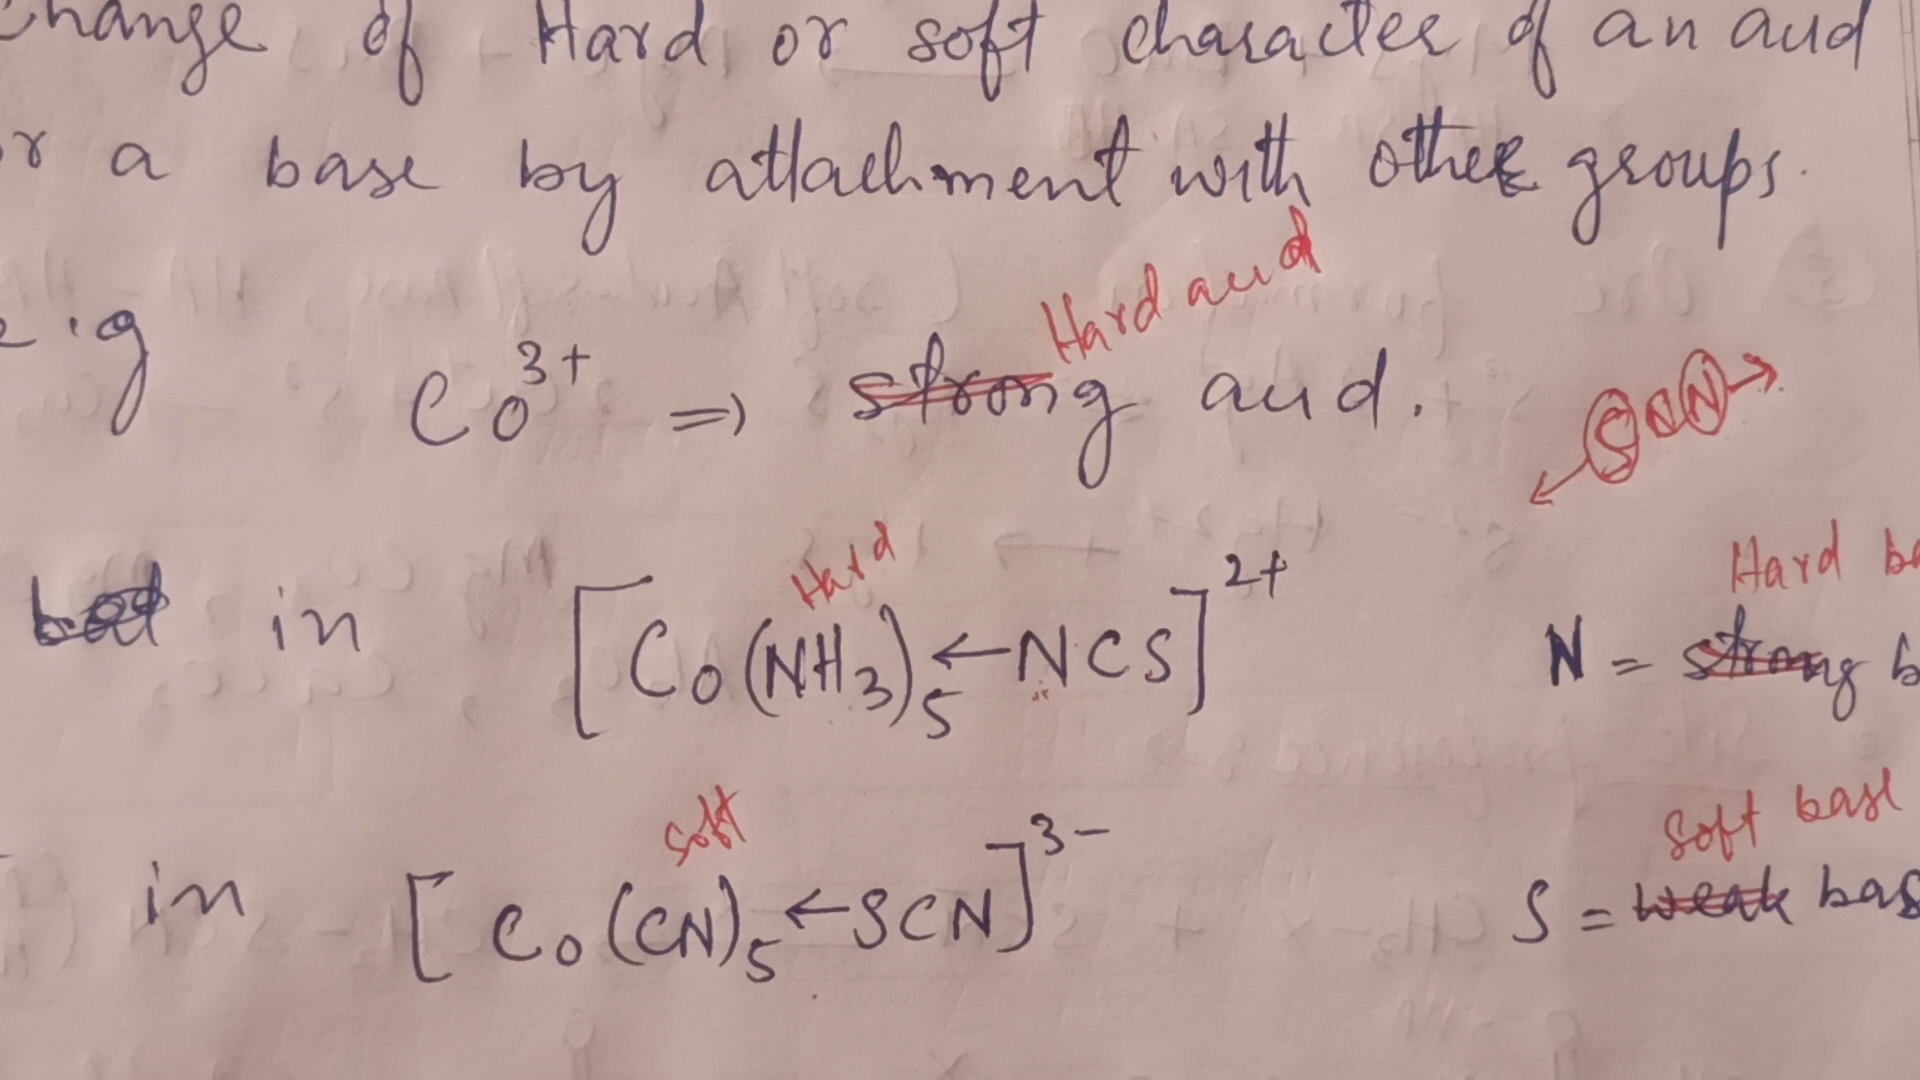 change of Hard or soft character of an acid
or a base by attachment with other groups.
Hard acid
e.g Co³⁺ ⇒ strong acid.
SCN
Hard
Hard ba
in [Co(NH₃)₅←NCS]²⁺ N = strong b
soft
Soft base
in [Co(CN)₅←SCN]³⁻ S = weak bas